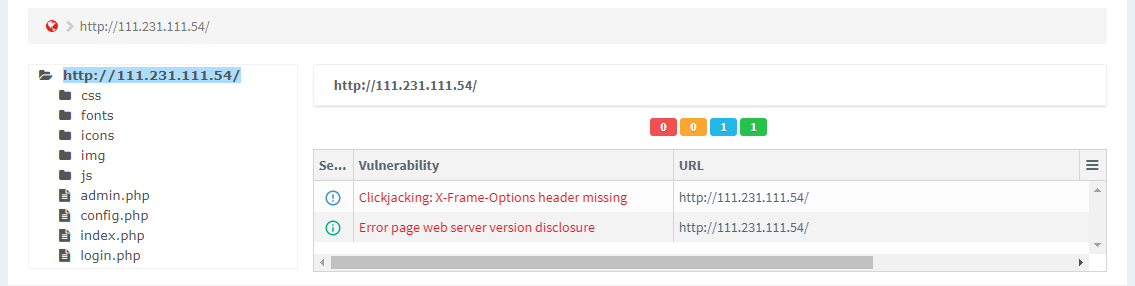 http://111.231.111.54/
http://111.231.111.54/
css
fonts
icons
img
js
admin.php
config.php
index.php
login.php
http://111.231.111.54/
0 0 1 1
Se... Vulnerability URL
Clickjacking: X-Frame-Options header missing http://111.231.111.54/
Error page web server version disclosure http://111.231.111.54/